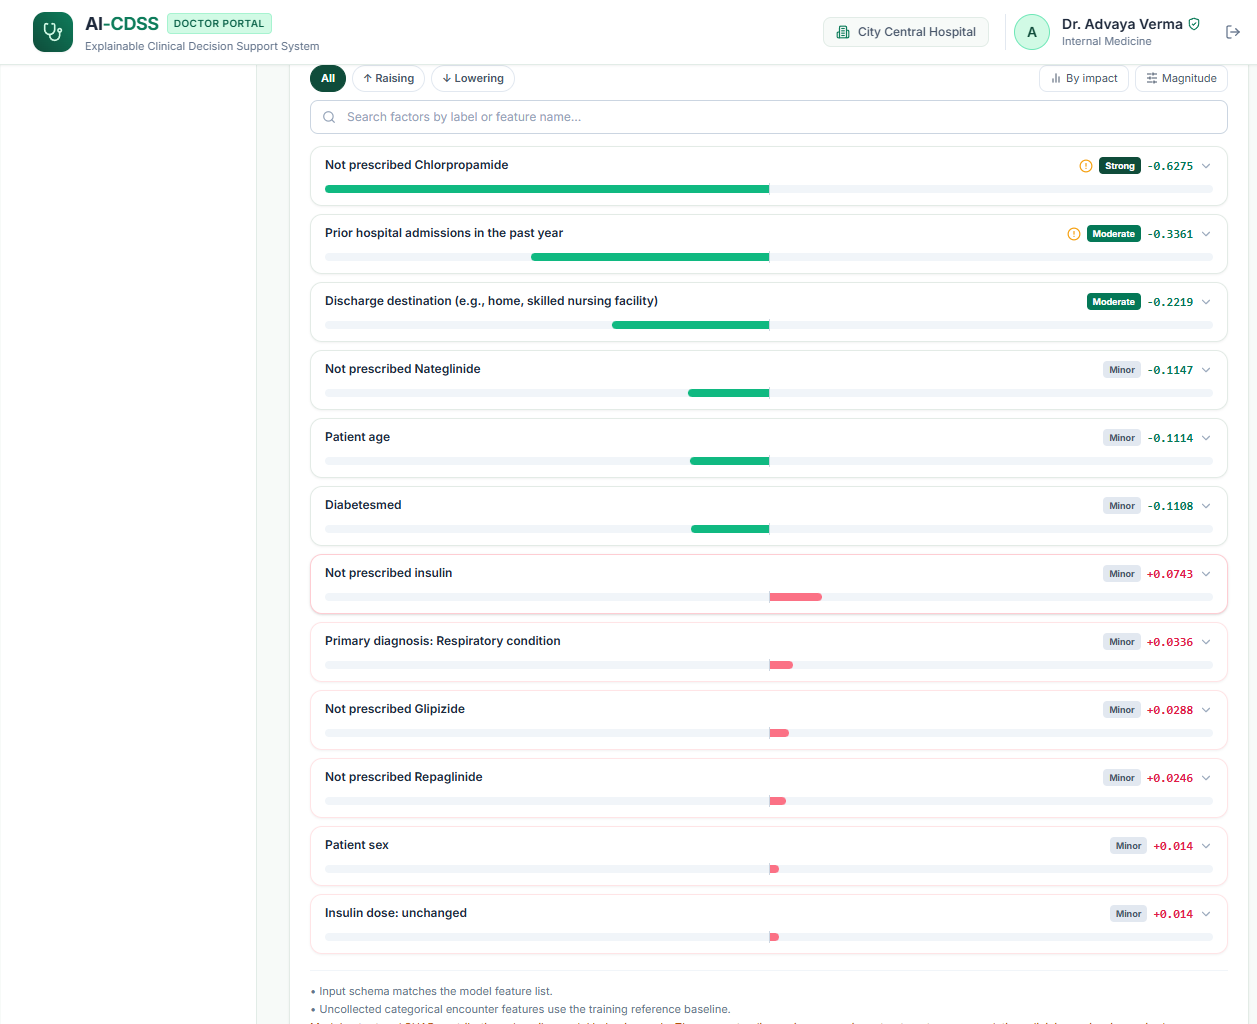 AI-CDSS DOCTOR PORTAL
Explainable Clinical Decision Support System
City Central Hospital
A
Dr. Advaya Verma
Internal Medicine
All ↑ Raising ↓ Lowering By impact Magnitude
Search factors by label or feature name...
Not prescribed Chlorpropamide Strong -0.6275
Prior hospital admissions in the past year Moderate -0.3361
Discharge destination (e.g., home, skilled nursing facility) Moderate -0.2219
Not prescribed Nateglinide Minor -0.1147
Patient age Minor -0.1114
Diabetesmed Minor -0.1108
Not prescribed insulin Minor +0.0743
Primary diagnosis: Respiratory condition Minor +0.0336
Not prescribed Glipizide Minor +0.0288
Not prescribed Repaglinide Minor +0.0246
Patient sex Minor +0.014
Insulin dose: unchanged Minor +0.014
• Input schema matches the model feature list.
• Uncollected categorical encounter features use the training reference baseline.